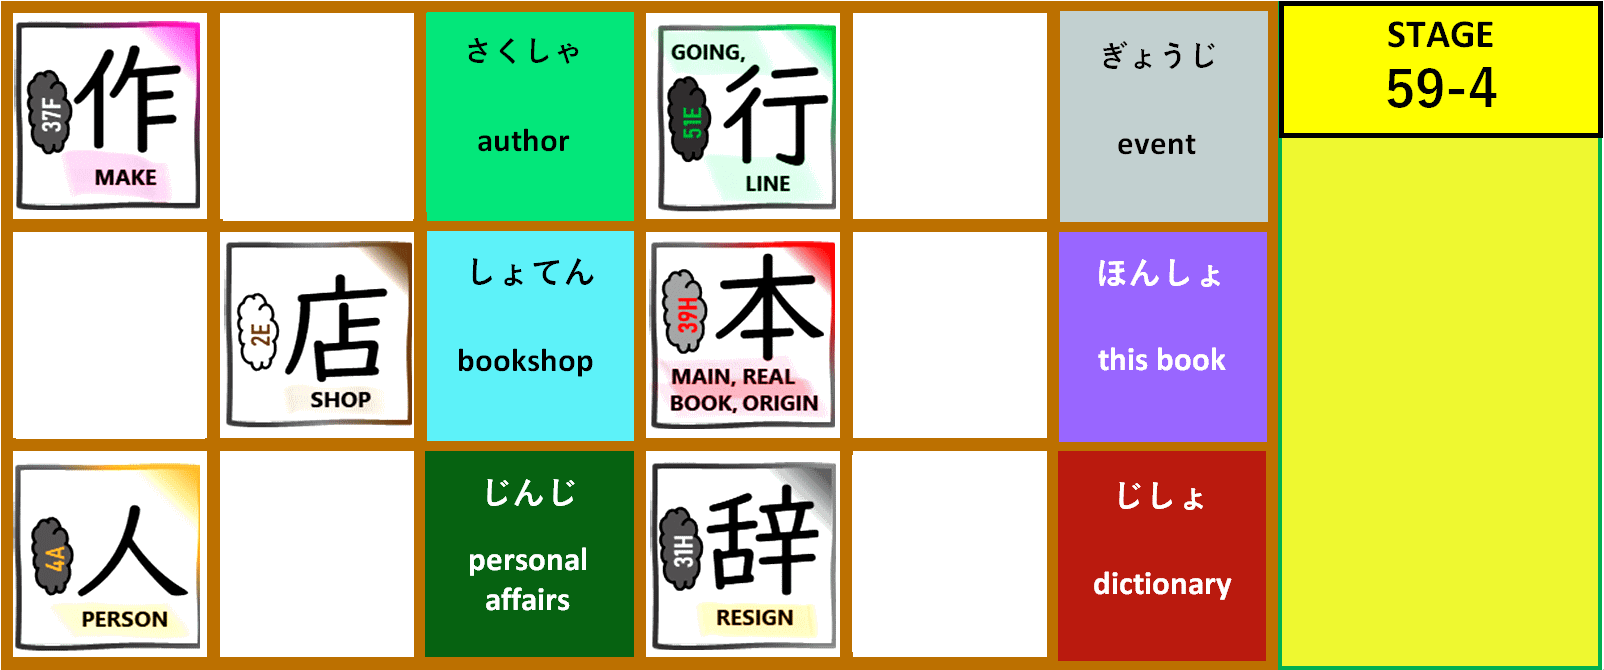 37F
作
MAKE
さくしゃ
author
GOING,
51E
行
LINE
ぎょうじ
event
STAGE
59-4
2E
店
SHOP
しょてん
bookshop
39H
本
MAIN, REAL
BOOK, ORIGIN
ほんしょ
this book
4A
人
PERSON
じんじ
personal
affairs
31H
辞
RESIGN
じしょ
dictionary